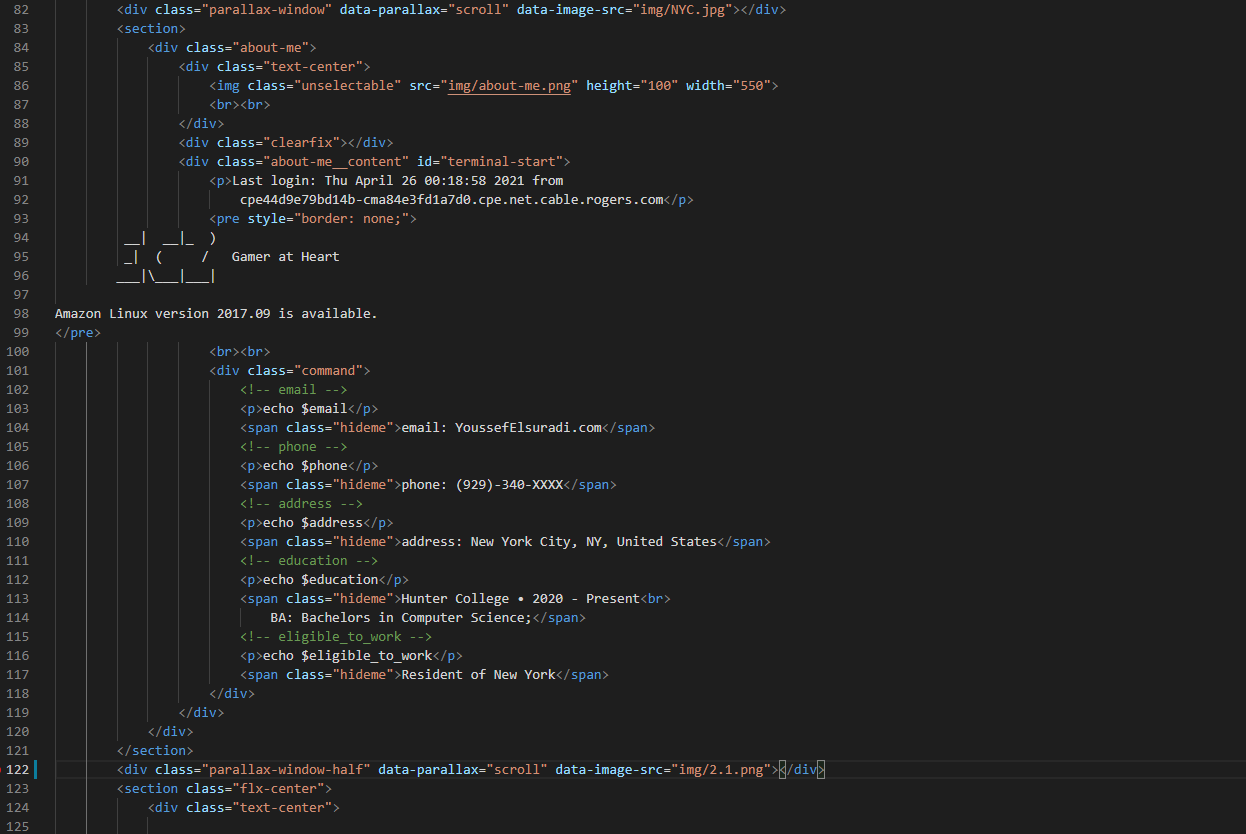 82 <div class="parallax-window" data-parallax="scroll" data-image-src="img/NYC.jpg"></div>
83 <section>
84 <div class="about-me">
85 <div class="text-center">
86 <img class="unselectable" src="img/about-me.png" height="100" width="550">
87 <br><br>
88 </div>
89 <div class="clearfix"></div>
90 <div class="about-me__content" id="terminal-start">
91 <p>Last login: Thu April 26 00:18:58 2021 from
92 cpe44d9e79bd14b-cma84e3fd1a7d0.cpe.net.cable.rogers.com</p>
93 <pre style="border: none;">
94 __|  __|_  )
95 _|  (     /   Gamer at Heart
96 ___|\___|___|
97
98 Amazon Linux version 2017.09 is available.
99 </pre>
100 <br><br>
101 <div class="command">
102 <!-- email -->
103 <p>echo $email</p>
104 <span class="hideme">email: YoussefElsuradi.com</span>
105 <!-- phone -->
106 <p>echo $phone</p>
107 <span class="hideme">phone: (929)-340-XXXX</span>
108 <!-- address -->
109 <p>echo $address</p>
110 <span class="hideme">address: New York City, NY, United States</span>
111 <!-- education -->
112 <p>echo $education</p>
113 <span class="hideme">Hunter College • 2020 - Present<br>
114 BA: Bachelors in Computer Science;</span>
115 <!-- eligible_to_work -->
116 <p>echo $eligible_to_work</p>
117 <span class="hideme">Resident of New York</span>
118 </div>
119 </div>
120 </div>
121 </section>
122 <div class="parallax-window-half" data-parallax="scroll" data-image-src="img/2.1.png"></div>
123 <section class="flx-center">
124 <div class="text-center">
125